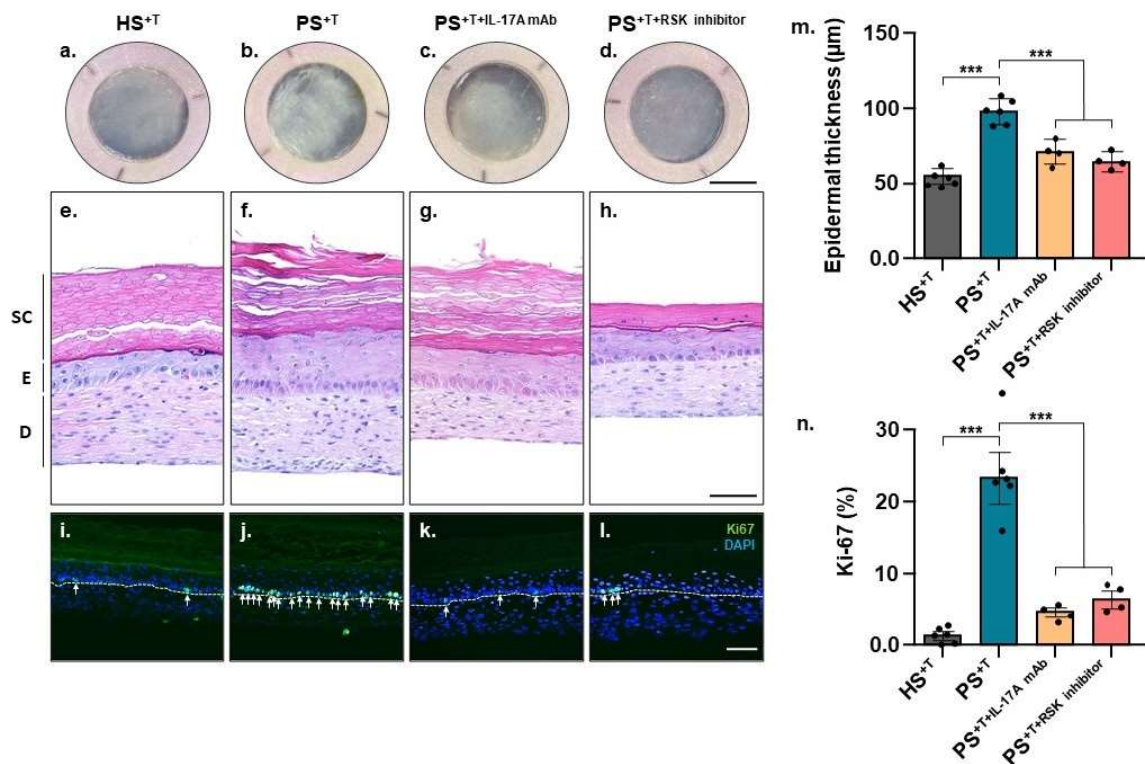 HS+T
PS+T
PS+T+IL-17A mAb
PS+T+RSK inhibitor
a.
b.
c.
d.
e.
f.
g.
h.
SC
E
D
i.
j.
k.
l.
Ki67
DAPI
m.
Epidermal thickness (µm)
150
100
50
0.0
***
***
HS+T
PS+T
PS+T+IL-17A mAb
PS+T+RSK inhibitor
n.
Ki-67 (%)
30
20
10
0.0
***
***
HS+T
PS+T
PS+T+IL-17A mAb
PS+T+RSK inhibitor